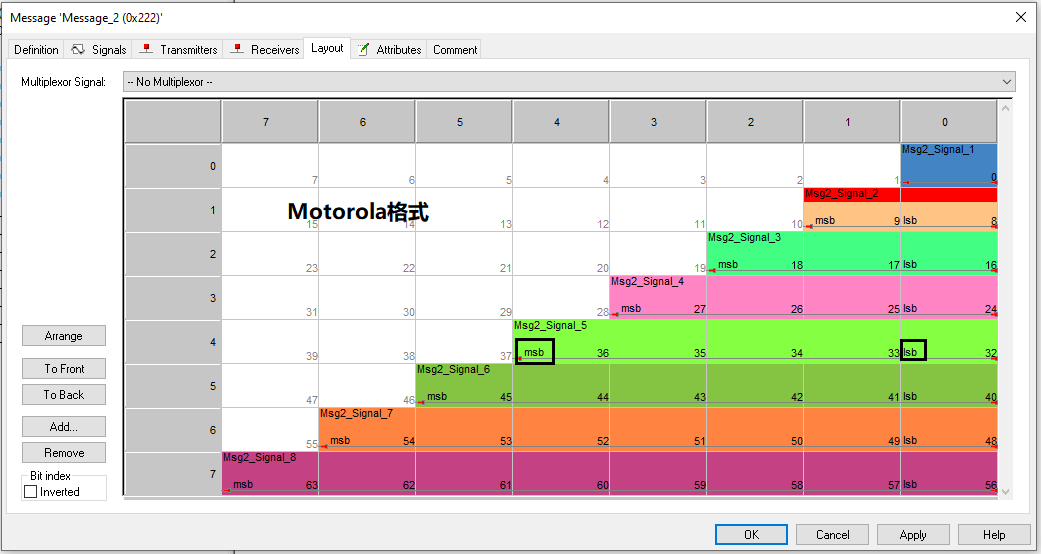 Message 'Message_2 (0x222)'
Definition Signals Transmitters Receivers Layout Attributes Comment
Multiplexor Signal: -- No Multiplexor --
7 6 5 4 3 2 1 0
Msg2_Signal_1
0 7 6 5 4 3 2 1 0
Msg2_Signal_2
Motorola格式
1 15 14 13 12 11 10 msb 9 lsb 8
Msg2_Signal_3
2 23 22 21 20 19 msb 18 17 lsb 16
Msg2_Signal_4
3 31 30 29 28 msb 27 26 25 lsb 24
Msg2_Signal_5
4 39 38 37 msb 36 35 34 33 lsb 32
Msg2_Signal_6
5 47 46 msb 45 44 43 42 41 lsb 40
Msg2_Signal_7
6 55 msb 54 53 52 51 50 49 lsb 48
Msg2_Signal_8
7 msb 63 62 61 60 59 58 57 lsb 56
Arrange
To Front
To Back
Add...
Remove
Bit index
Inverted
OK Cancel Apply Help